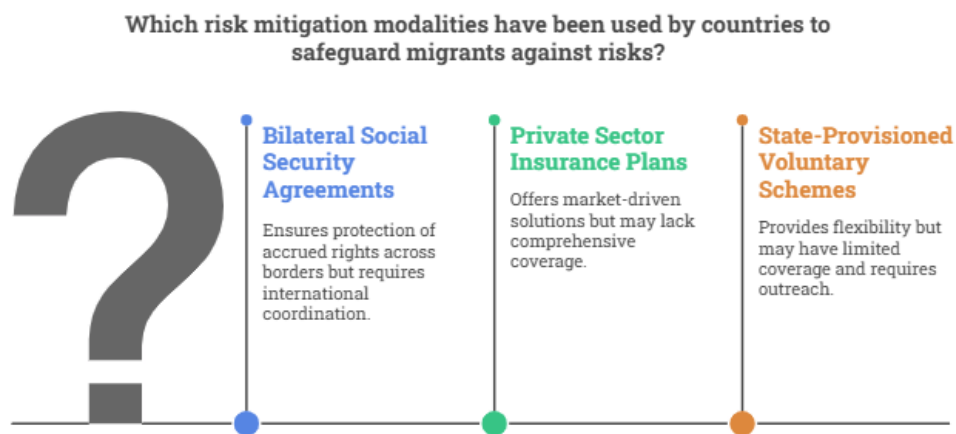 Which risk mitigation modalities have been used by countries to
safeguard migrants against risks?
Bilateral Social
Security
Agreements
Ensures protection of
accrued rights across
borders but requires
international
coordination.
Private Sector
Insurance Plans
Offers market-driven
solutions but may lack
comprehensive
coverage.
State-Provisioned
Voluntary
Schemes
Provides flexibility but
may have limited
coverage and requires
outreach.